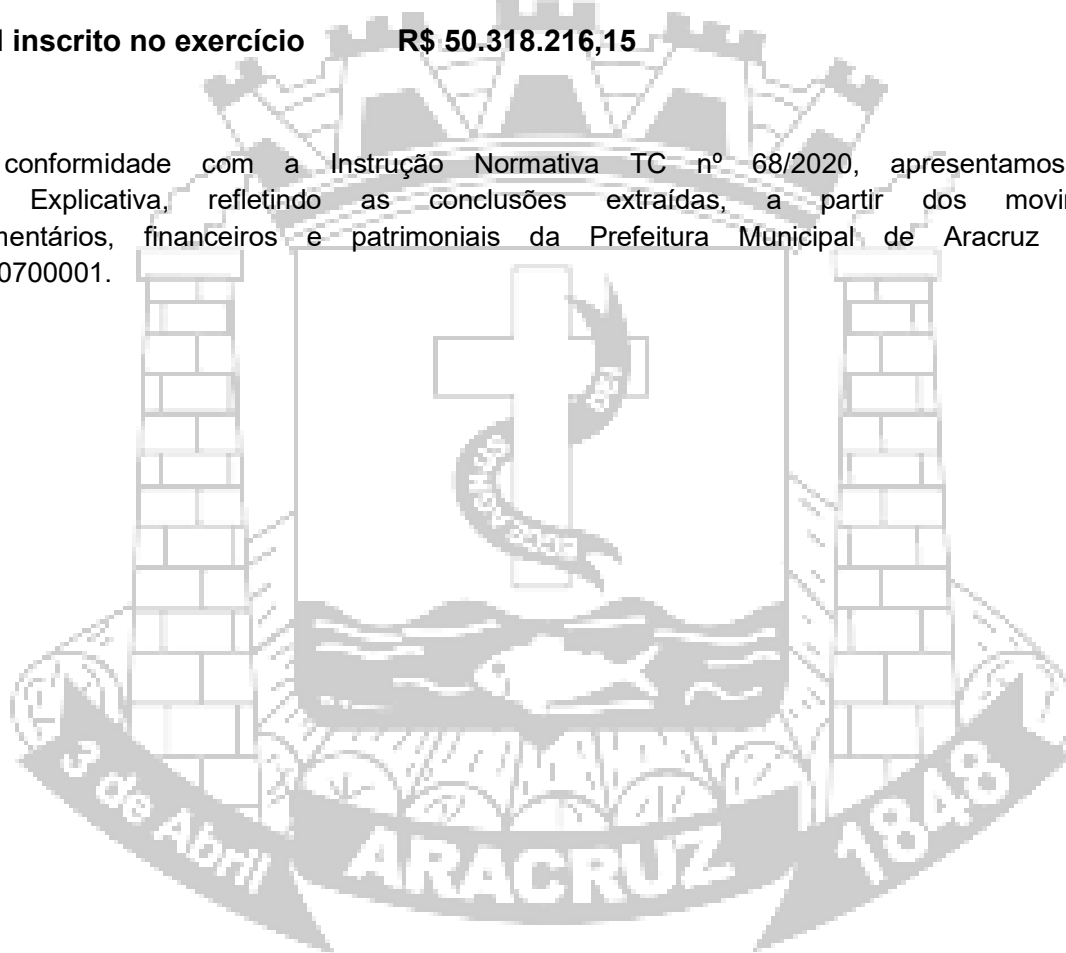 l inscrito no exercício R$ 50.318.216,15
conformidade com a Instrução Normativa TC nº 68/2020, apresentamos
Explicativa, refletindo as conclusões extraídas, a partir dos movi
mentários, financeiros e patrimoniais da Prefeitura Municipal de Aracruz
0700001.
3 de Abril
ARACRUZ
1848